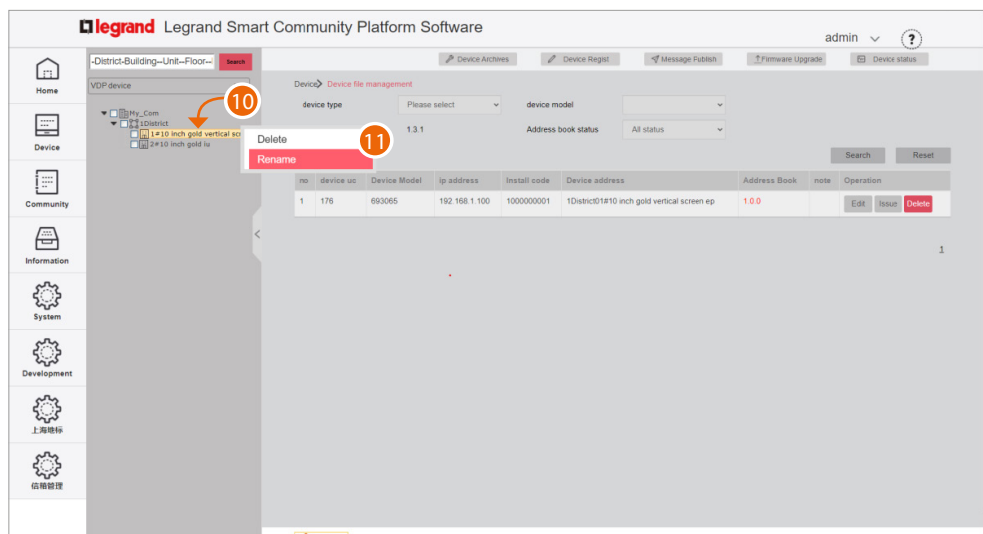 legrand Legrand Smart Community Platform Software
admin
?
Home
Device
Community
Information
System
Development
上海地标
信箱管理
-District-Building--Unit--Floor-- Search
VDP device
My_Com
1District
1#10 inch gold vertical scr
2#10 inch gold iu
10
11
Delete
Rename
Device Archires Device Regist Message Fublish Firmware Upgrade Device status
Device Device file management
device type Please select device model
1.3.1 Address book status All status
Search Reset
no device uc Device Model ip address Install code Device address Address Book note Operation
1 176 693065 192.168.1.100 1000000001 1District01#10 inch gold vertical screen ep 1.0.0 Edit Issue Delete
1